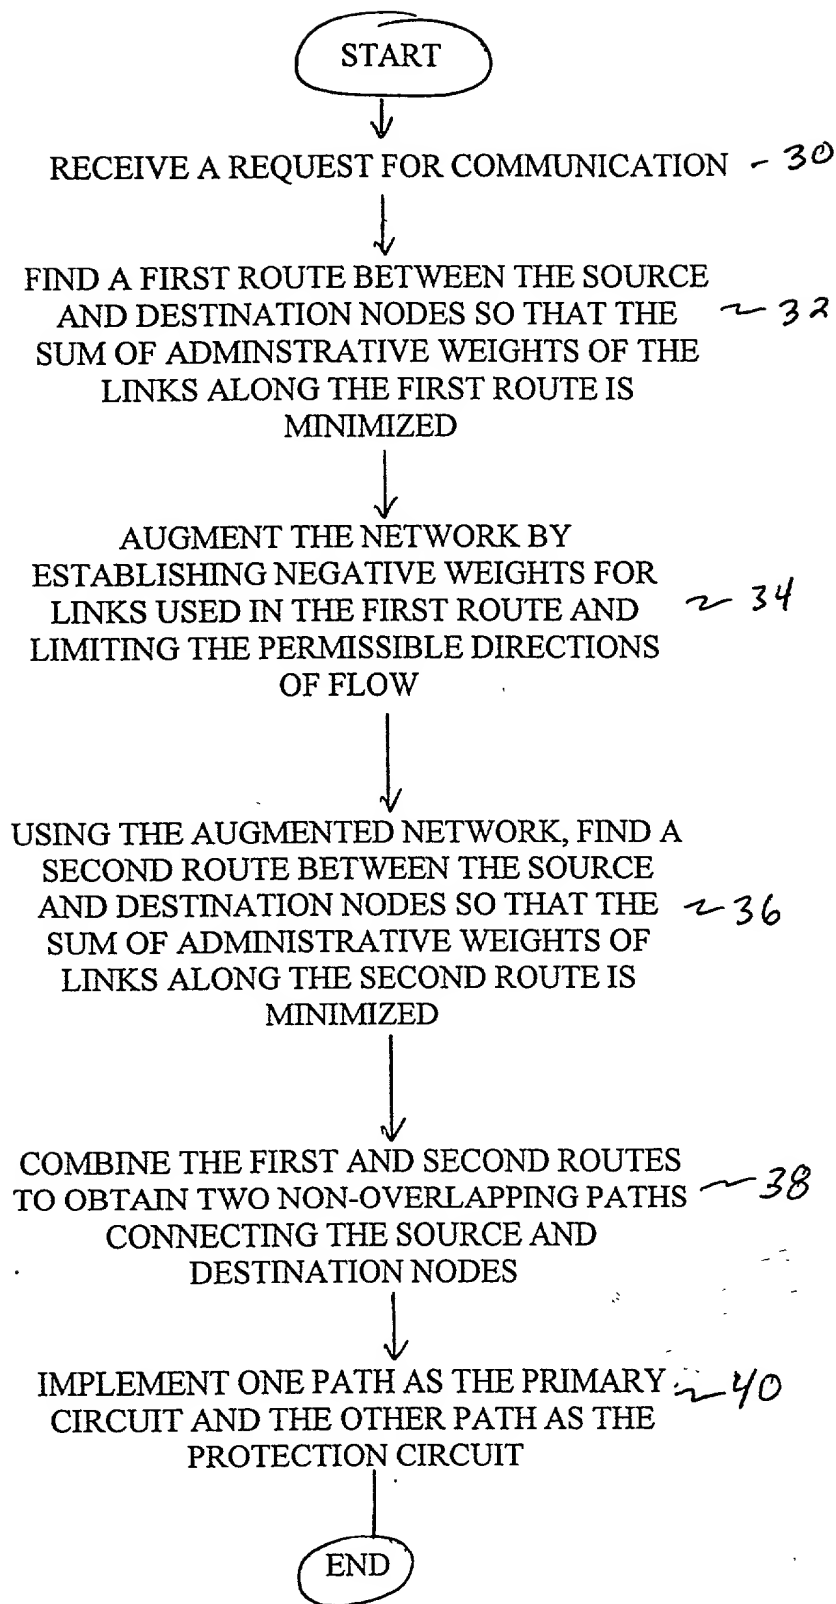 START
RECEIVE A REQUEST FOR COMMUNICATION ~ 30
FIND A FIRST ROUTE BETWEEN THE SOURCE
AND DESTINATION NODES SO THAT THE ~ 32
SUM OF ADMINSTRATIVE WEIGHTS OF THE
LINKS ALONG THE FIRST ROUTE IS
MINIMIZED
AUGMENT THE NETWORK BY
ESTABLISHING NEGATIVE WEIGHTS FOR
LINKS USED IN THE FIRST ROUTE AND ~ 34
LIMITING THE PERMISSIBLE DIRECTIONS
OF FLOW
USING THE AUGMENTED NETWORK, FIND A
SECOND ROUTE BETWEEN THE SOURCE
AND DESTINATION NODES SO THAT THE ~ 36
SUM OF ADMINISTRATIVE WEIGHTS OF
LINKS ALONG THE SECOND ROUTE IS
MINIMIZED
COMBINE THE FIRST AND SECOND ROUTES
TO OBTAIN TWO NON-OVERLAPPING PATHS ~ 38
CONNECTING THE SOURCE AND
DESTINATION NODES
IMPLEMENT ONE PATH AS THE PRIMARY ~ 40
CIRCUIT AND THE OTHER PATH AS THE
PROTECTION CIRCUIT
END